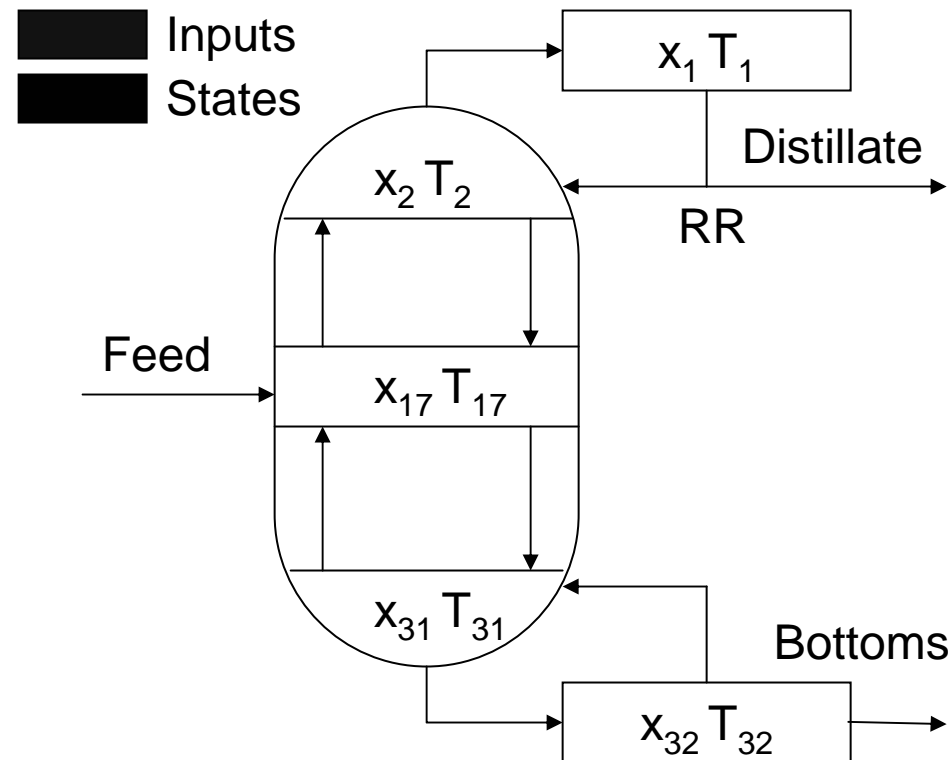 Inputs
States
x₁ T₁
Distillate
x₂ T₂
RR
Feed
x₁₇ T₁₇
x₃₁ T₃₁
Bottoms
x₃₂ T₃₂